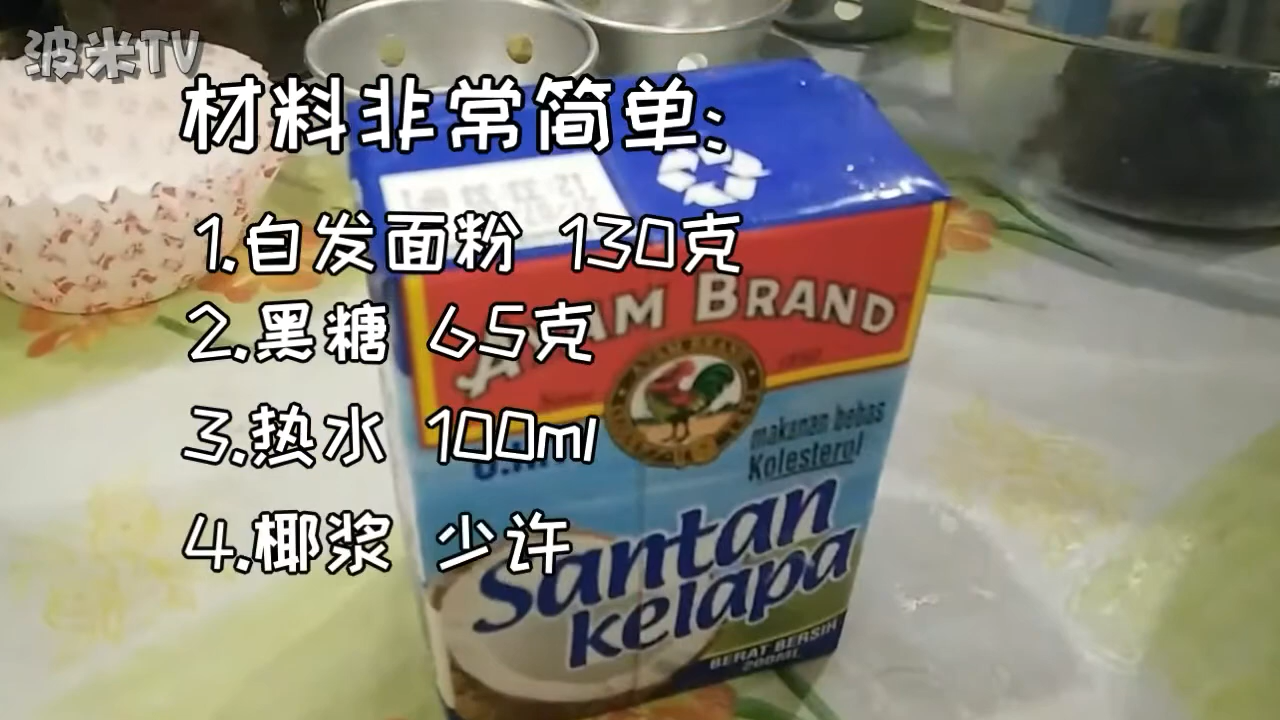 波米TV
材料非常简单:
1.自发面粉 130克
2.黑糖 65克
3.热水 100ml
4.椰浆 少许
AYAM BRAND
makanan bebas
Kolesterol
Santan
kelapa
BERAT BERSIH
200ML